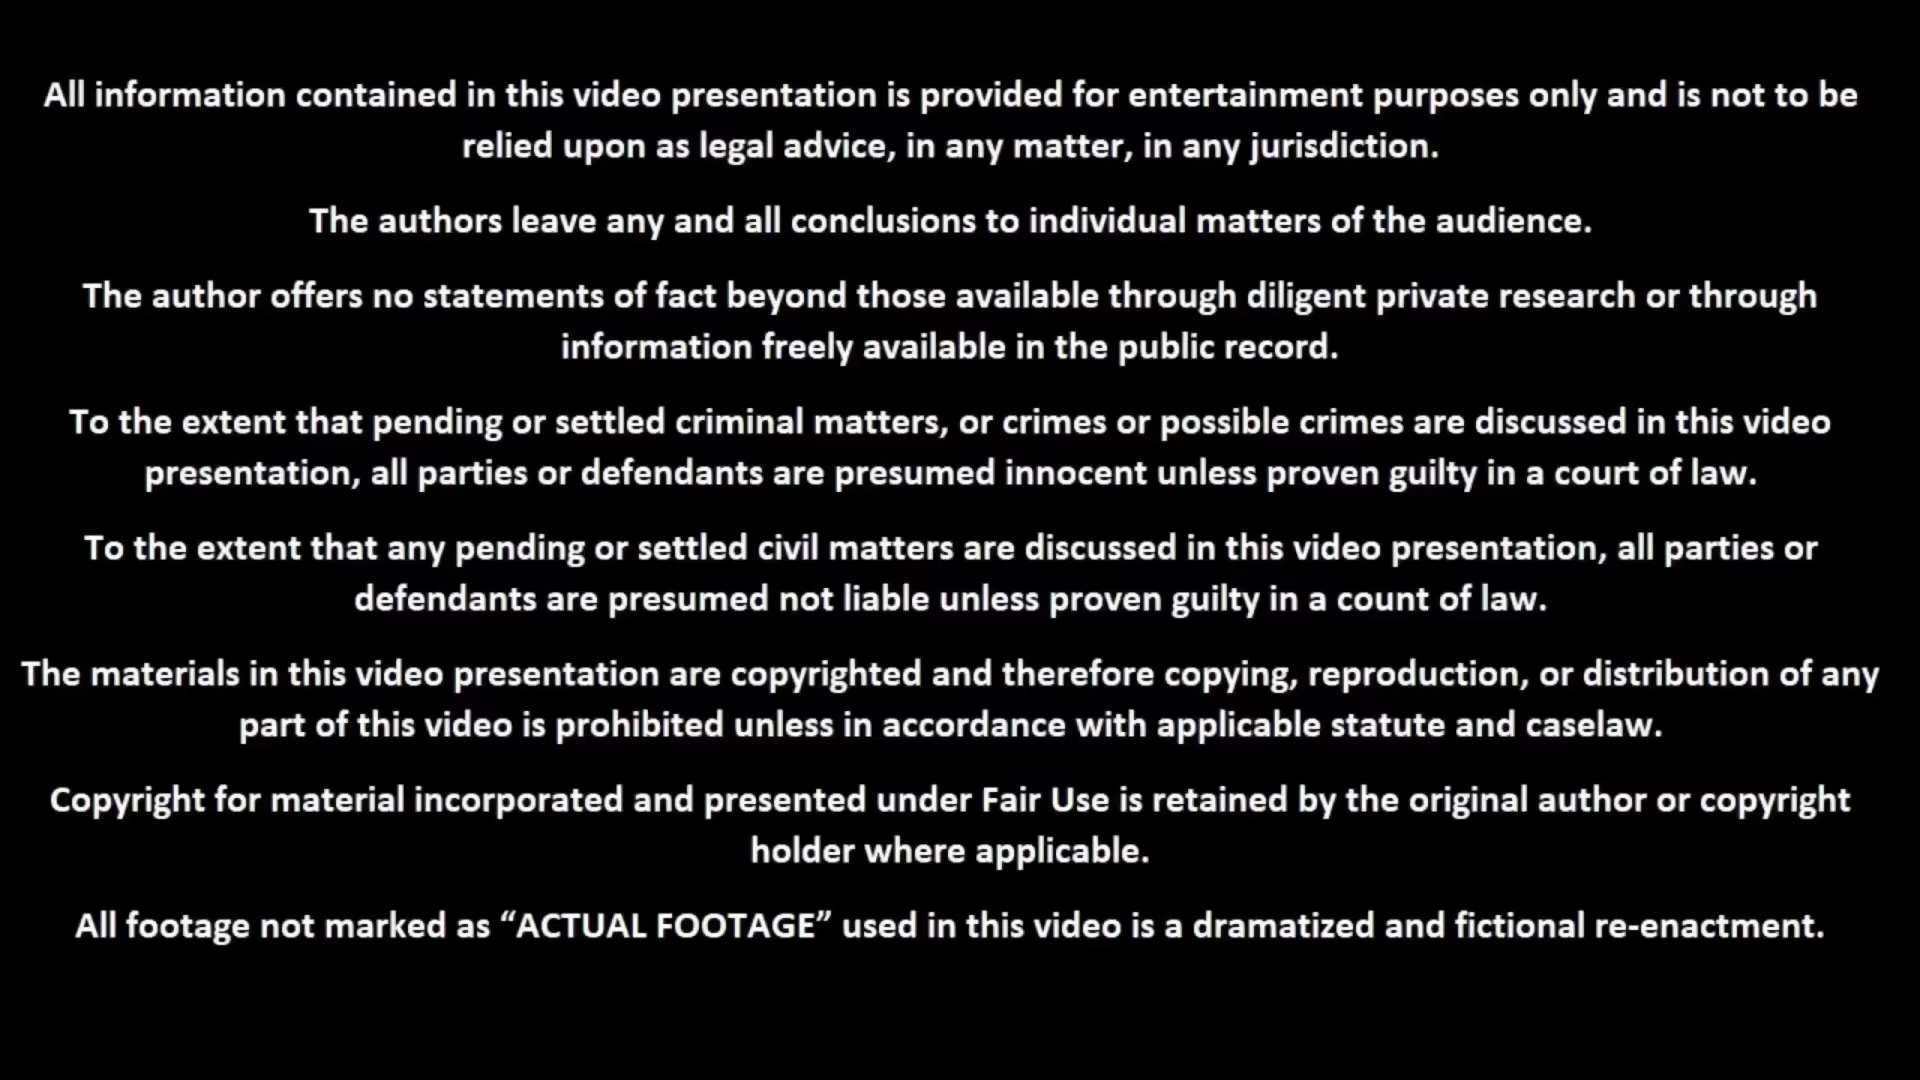 All information contained in this video presentation is provided for entertainment purposes only and is not to be
relied upon as legal advice, in any matter, in any jurisdiction.
The authors leave any and all conclusions to individual matters of the audience.
The author offers no statements of fact beyond those available through diligent private research or through
information freely available in the public record.
To the extent that pending or settled criminal matters, or crimes or possible crimes are discussed in this video
presentation, all parties or defendants are presumed innocent unless proven guilty in a court of law.
To the extent that any pending or settled civil matters are discussed in this video presentation, all parties or
defendants are presumed not liable unless proven guilty in a count of law.
The materials in this video presentation are copyrighted and therefore copying, reproduction, or distribution of any
part of this video is prohibited unless in accordance with applicable statute and caselaw.
Copyright for material incorporated and presented under Fair Use is retained by the original author or copyright
holder where applicable.
All footage not marked as “ACTUAL FOOTAGE” used in this video is a dramatized and fictional re-enactment.